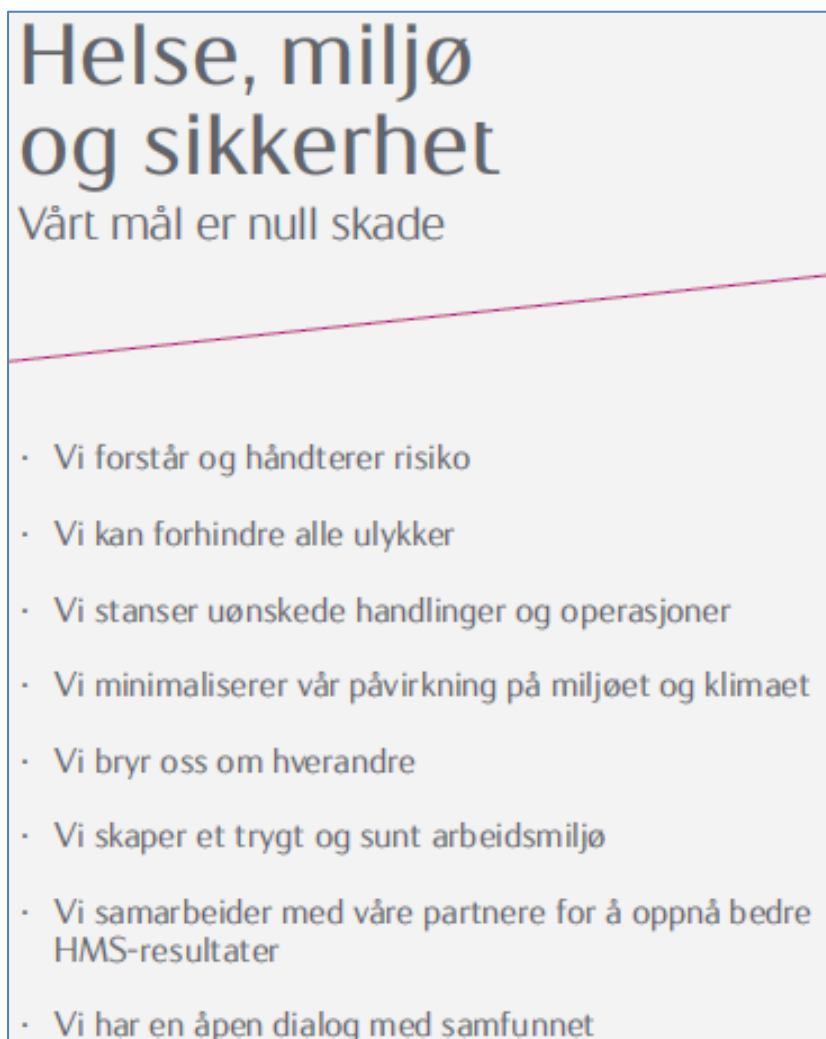 Helse, miljø
og sikkerhet
Vårt mål er null skade
· Vi forstår og håndterer risiko
· Vi kan forhindre alle ulykker
· Vi stanser uønskede handlinger og operasjoner
· Vi minimaliserer vår påvirkning på miljøet og klimaet
· Vi bryr oss om hverandre
· Vi skaper et trygt og sunt arbeidsmiljø
· Vi samarbeider med våre partnere for å oppnå bedre
HMS-resultater
· Vi har en åpen dialog med samfunnet